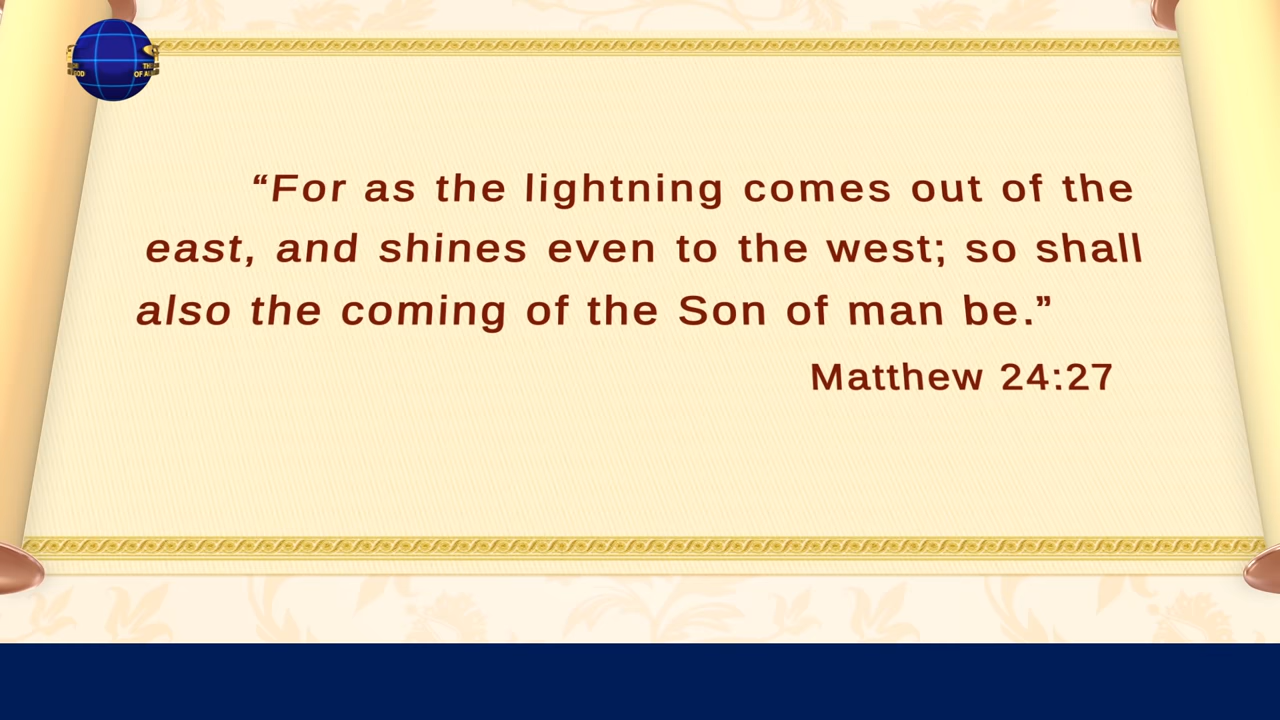 “For as the lightning comes out of the
east, and shines even to the west; so shall
also the coming of the Son of man be.”
Matthew 24:27